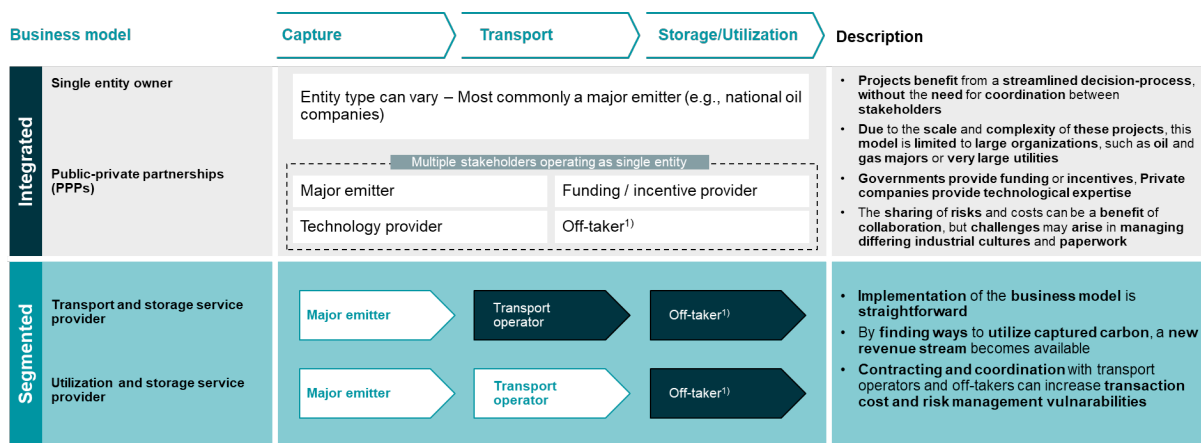 Business model
Capture
Transport
Storage/Utilization
Description
Integrated
Single entity owner
Entity type can vary – Most commonly a major emitter (e.g., national oil
companies)
Public-private partnerships
(PPPs)
Multiple stakeholders operating as single entity
Major emitter
Funding / incentive provider
Technology provider
Off-taker1)
• Projects benefit from a streamlined decision-process,
without the need for coordination between
stakeholders
• Due to the scale and complexity of these projects, this
model is limited to large organizations, such as oil and
gas majors or very large utilities
• Governments provide funding or incentives, Private
companies provide technological expertise
• The sharing of risks and costs can be a benefit of
collaboration, but challenges may arise in managing
differing industrial cultures and paperwork
Segmented
Transport and storage service
provider
Major emitter
Transport
operator
Off-taker1)
Utilization and storage service
provider
Major emitter
Transport
operator
Off-taker1)
• Implementation of the business model is
straightforward
• By finding ways to utilize captured carbon, a new
revenue stream becomes available
• Contracting and coordination with transport
operators and off-takers can increase transaction
cost and risk management vulnarabilities